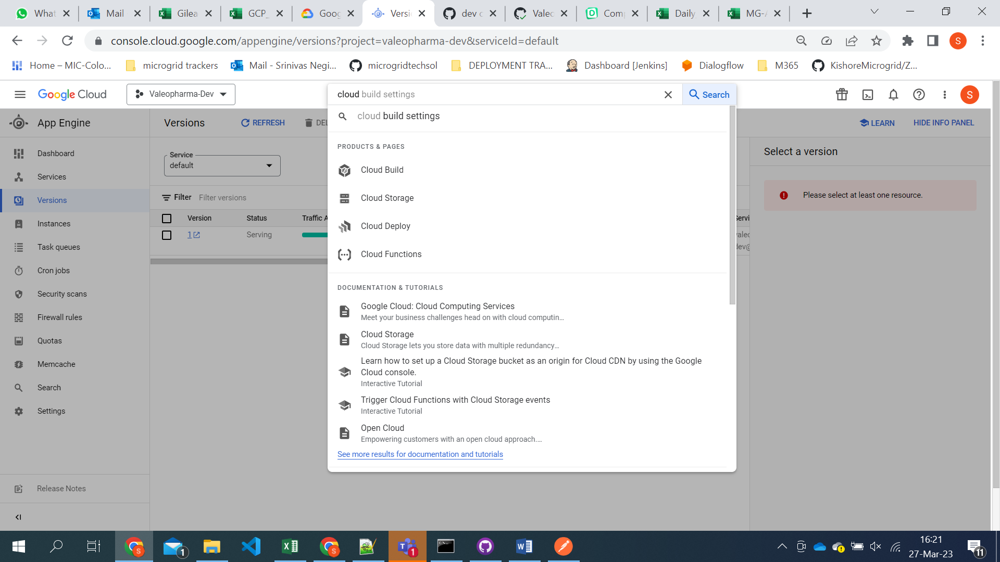 What
Mail
Gilea
GCP_
Goog
Versi
dev c
Valeo
Comp
Daily
MG-A
console.cloud.google.com/appengine/versions?project=valeopharma-dev&serviceId=default
S
Home – MIC-Colo...
microgrid trackers
Mail - Srinivas Negi...
microgridtechsol
DEPLOYMENT TRA...
Dashboard [Jenkins]
Dialogflow
M365
KishoreMicrogrid/Z...
Google Cloud
Valeopharma-Dev
cloud build settings
Search
S
App Engine
Versions
REFRESH
DEL
LEARN
HIDE INFO PANEL
cloud build settings
Dashboard
Services
Versions
Instances
Task queues
Cron jobs
Security scans
Firewall rules
Quotas
Memcache
Search
Settings
Release Notes
Service
default
Filter
Filter versions
Version
Status
Traffic A
1
Serving
PRODUCTS & PAGES
Cloud Build
Cloud Storage
Cloud Deploy
Cloud Functions
DOCUMENTATION & TUTORIALS
Google Cloud: Cloud Computing Services
Meet your business challenges head on with cloud computin...
Cloud Storage
Cloud Storage lets you store data with multiple redundancy...
Learn how to set up a Cloud Storage bucket as an origin for Cloud CDN by using the Google
Cloud console.
Interactive Tutorial
Trigger Cloud Functions with Cloud Storage events
Interactive Tutorial
Open Cloud
Empowering customers with an open cloud approach....
See more results for documentation and tutorials
Servi
valeo
dev@
Select a version
Please select at least one resource.
16:21
27-Mar-23
1
1
11